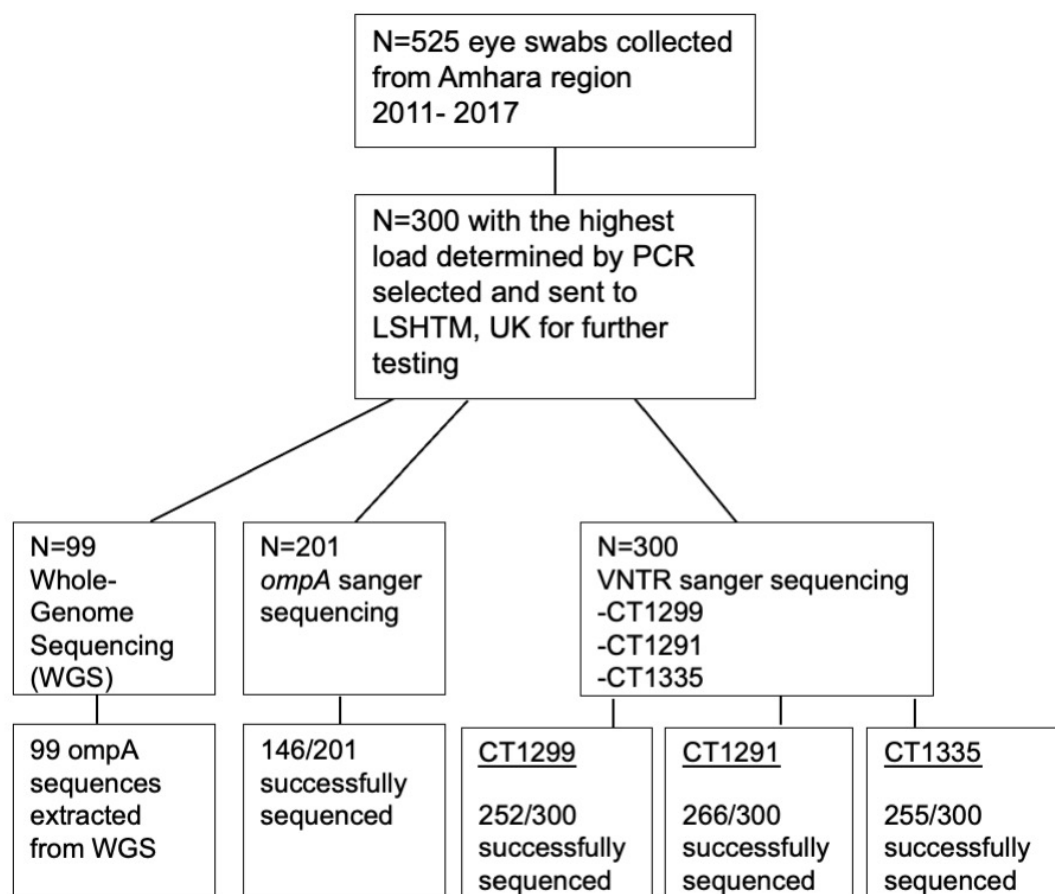 N=525 eye swabs collected
from Amhara region
2011- 2017
N=300 with the highest
load determined by PCR
selected and sent to
LSHTM, UK for further
testing
N=99
Whole-
Genome
Sequencing
(WGS)
N=201
ompA sanger
sequencing
N=300
VNTR sanger sequencing
-CT1299
-CT1291
-CT1335
99 ompA
sequences
extracted
from WGS
146/201
successfully
sequenced
CT1299
252/300
successfully
sequenced
CT1291
266/300
successfully
sequenced
CT1335
255/300
successfully
sequenced